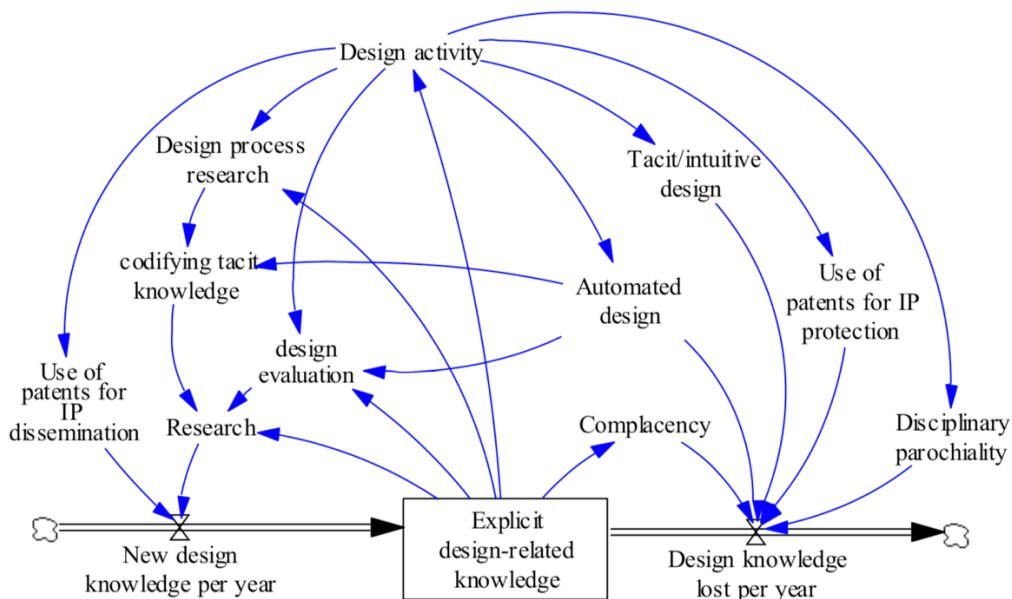 Design activity
Design process
research
Tacit/intuitive
design
codifying tacit
knowledge
Automated
design
Use of
patents for IP
protection
design
evaluation
Use of
patents for
IP
dissemination
Research
Complacency
Disciplinary
parochiality
New design
knowledge per year
Explicit
design-related
knowledge
Design knowledge
lost per year